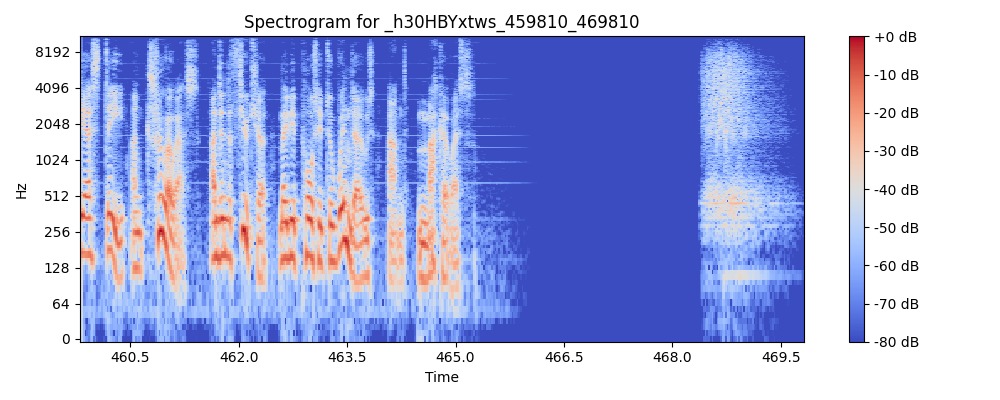 Spectrogram for _h30HBYxtws_459810_469810
Hz
8192
4096
2048
1024
512
256
128
64
0
460.5
462.0
463.5
465.0
466.5
468.0
469.5
Time
+0 dB
-10 dB
-20 dB
-30 dB
-40 dB
-50 dB
-60 dB
-70 dB
-80 dB